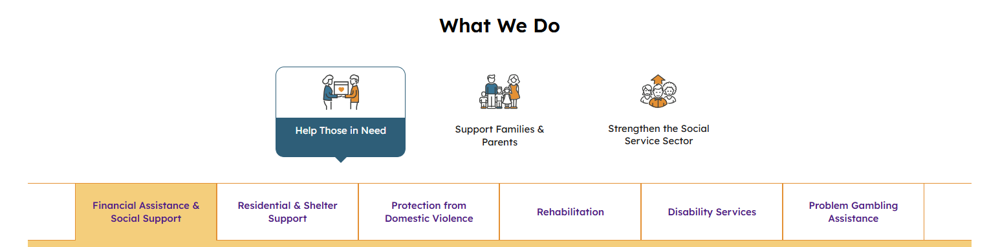 What We Do
Help Those in Need
Support Families &
Parents
Strengthen the Social
Service Sector
Financial Assistance &
Social Support
Residential & Shelter
Support
Protection from
Domestic Violence
Rehabilitation
Disability Services
Problem Gambling
Assistance